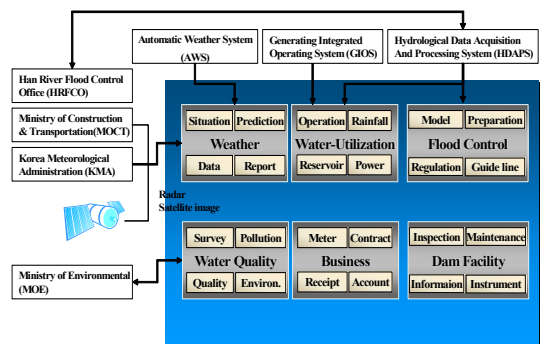 Automatic Weather System
(AWS)
Generating Integrated
Operating System (GIOS)
Hydrological Data Acquisition
And Processing System (HDAPS)
Han River Flood Control
Office (HRFCO)
Ministry of Construction
& Transportation(MOCT)
Korea Meteorological
Administration (KMA)
Radar
Satellite image
Ministry of Environmental
(MOE)
Situation Prediction
Weather
Data Report
Operation Rainfall
Water-Utilization
Reservoir Power
Model Preparation
Flood Control
Regulation Guide line
Survey Pollution
Water Quality
Quality Environ.
Meter Contract
Business
Receipt Account
Inspection Maintenance
Dam Facility
Informaion Instrument